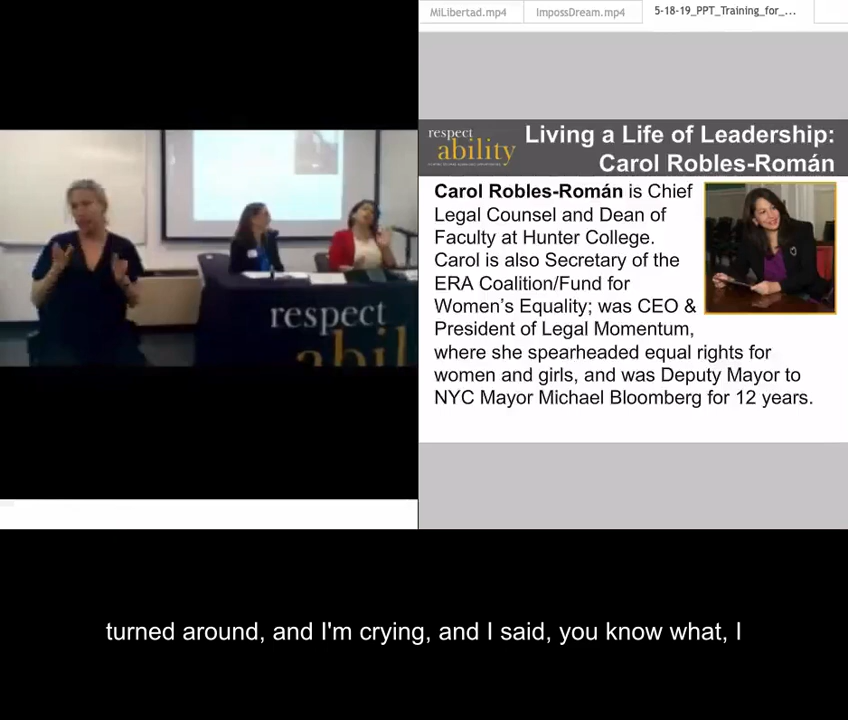 MiLibertad.mp4
ImpossDream.mp4
5-18-19_PPT_Training_for_...
respect
ability
Living a Life of Leadership:
Carol Robles-Román
Carol Robles-Román is Chief
Legal Counsel and Dean of
Faculty at Hunter College.
Carol is also Secretary of the
ERA Coalition/Fund for
Women's Equality; was CEO &
President of Legal Momentum,
where she spearheaded equal rights for
women and girls, and was Deputy Mayor to
NYC Mayor Michael Bloomberg for 12 years.
respect
abil
turned around, and I'm crying, and I said, you know what, I